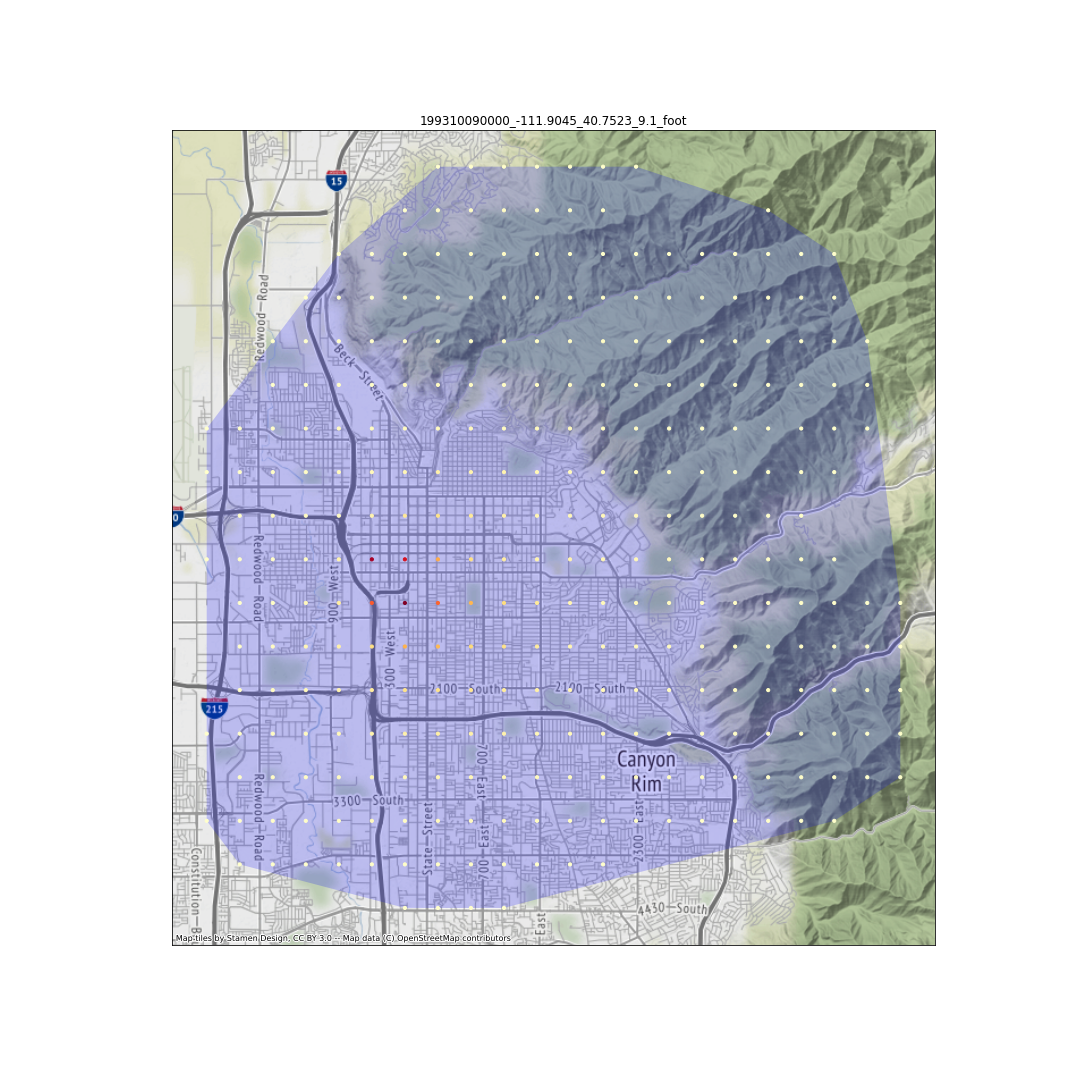 199310090000_-111.9045_40.7523_9.1_foot
15
Redwood—Road
Beck—Street
0
Redwood—Road
900—West
300—West
2100—South
2100—South
215
700—East
Canyon
Rim
Redwood—Road
3300—South
State—Street
700—East
2300—East
Constitution—B
4430—South
East
Map tiles by Stamen Design, CC BY 3.0 -- Map data (C) OpenStreetMap contributors